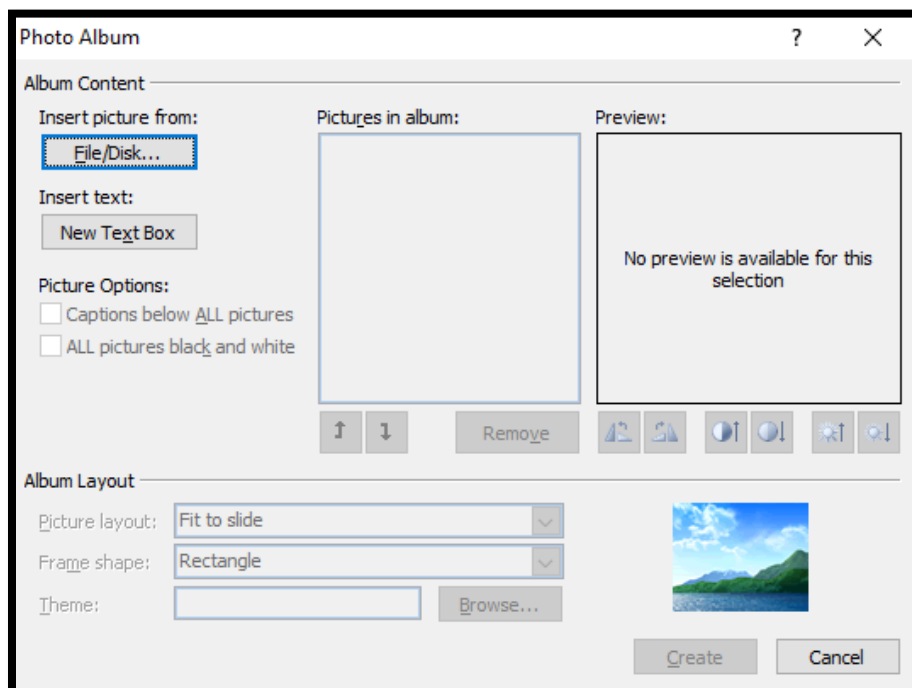 Photo Album
?
Album Content
Insert picture from:
File/Disk...
Insert text:
New Text Box
Picture Options:
Captions below ALL pictures
ALL pictures black and white
Pictures in album:
Remove
Preview:
No preview is available for this
selection
Album Layout
Picture layout:
Fit to slide
Frame shape:
Rectangle
Theme:
Browse...
Create
Cancel